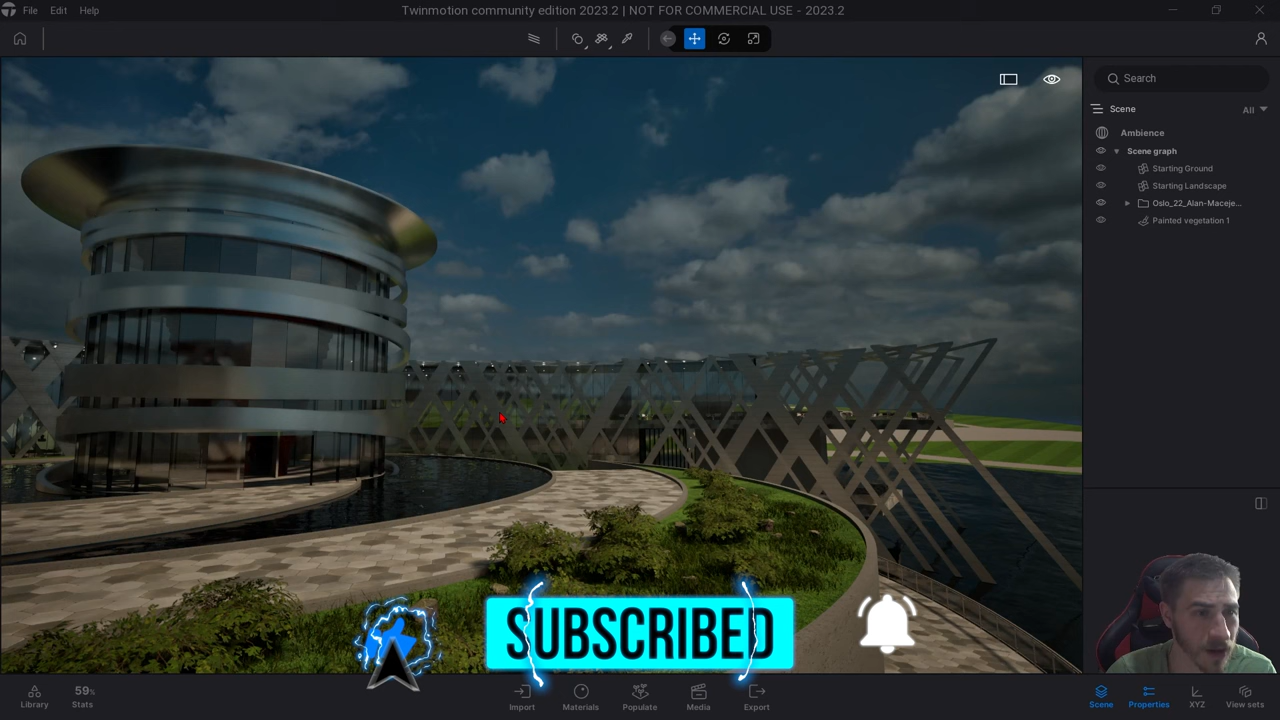 File Edit Help
Twinmotion community edition 2023.2 | NOT FOR COMMERCIAL USE - 2023.2
Search
Scene
All
Ambience
Scene graph
Starting Ground
Starting Landscape
Oslo_22_Alan-Maceje...
Painted vegetation 1
SUBSCRIBED
Library
59%
Stats
Import
Materials
Populate
Media
Export
Scene
Properties
XYZ
View sets